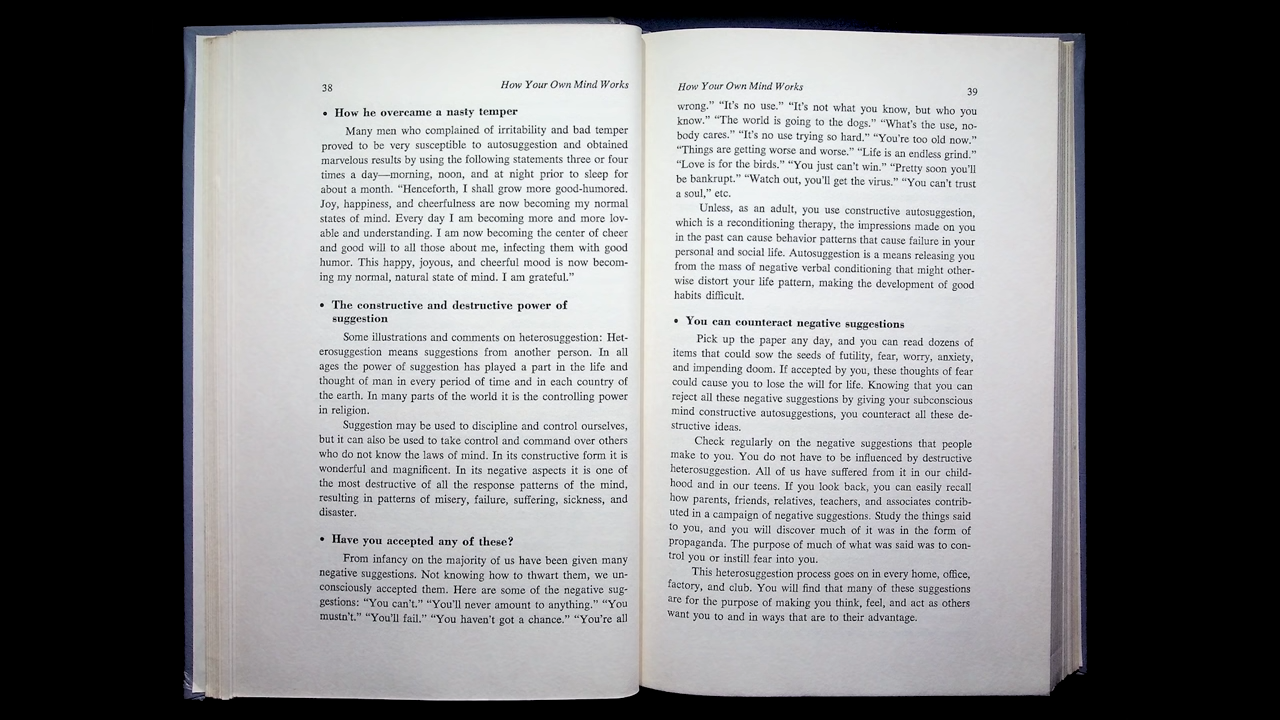 38
How Your Own Mind Works
• How he overcame a nasty temper
Many men who complained of irritability and bad temper
proved to be very susceptible to autosuggestion and obtained
marvelous results by using the following statements three or four
times a day—morning, noon, and at night prior to sleep for
about a month. “Henceforth, I shall grow more good-humored.
Joy, happiness, and cheerfulness are now becoming my normal
states of mind. Every day I am becoming more and more lov-
able and understanding. I am now becoming the center of cheer
and good will to all those about me, infecting them with good
humor. This happy, joyous, and cheerful mood is now becom-
ing my normal, natural state of mind. I am grateful.”
• The constructive and destructive power of
suggestion
Some illustrations and comments on heterosuggestion: Het-
erosuggestion means suggestions from another person. In all
ages the power of suggestion has played a part in the life and
thought of man in every period of time and in each country of
the earth. In many parts of the world it is the controlling power
in religion.
Suggestion may be used to discipline and control ourselves,
but it can also be used to take control and command over others
who do not know the laws of mind. In its constructive form it is
wonderful and magnificent. In its negative aspects it is one of
the most destructive of all the response patterns of the mind,
resulting in patterns of misery, failure, suffering, sickness, and
disaster.
• Have you accepted any of these?
From infancy on the majority of us have been given many
negative suggestions. Not knowing how to thwart them, we un-
consciously accepted them. Here are some of the negative sug-
gestions: “You can’t.” “You’ll never amount to anything.” “You
mustn’t.” “You’ll fail.” “You haven’t got a chance.” “You’re all
How Your Own Mind Works
39
wrong.” “It’s no use.” “It’s not what you know, but who you
know.” “The world is going to the dogs.” “What’s the use, no-
body cares.” “It’s no use trying so hard.” “You’re too old now.”
“Things are getting worse and worse.” “Life is an endless grind.”
“Love is for the birds.” “You just can’t win.” “Pretty soon you’ll
be bankrupt.” “Watch out, you’ll get the virus.” “You can’t trust
a soul,” etc.
Unless, as an adult, you use constructive autosuggestion,
which is a reconditioning therapy, the impressions made on you
in the past can cause behavior patterns that cause failure in your
personal and social life. Autosuggestion is a means releasing you
from the mass of negative verbal conditioning that might other-
wise distort your life pattern, making the development of good
habits difficult.
• You can counteract negative suggestions
Pick up the paper any day, and you can read dozens of
items that could sow the seeds of futility, fear, worry, anxiety,
and impending doom. If accepted by you, these thoughts of fear
could cause you to lose the will for life. Knowing that you can
reject all these negative suggestions by giving your subconscious
mind constructive autosuggestions, you counteract all these de-
structive ideas.
Check regularly on the negative suggestions that people
make to you. You do not have to be influenced by destructive
heterosuggestion. All of us have suffered from it in our child-
hood and in our teens. If you look back, you can easily recall
how parents, friends, relatives, teachers, and associates contrib-
uted in a campaign of negative suggestions. Study the things said
to you, and you will discover much of it was in the form of
propaganda. The purpose of much of what was said was to con-
trol you or instill fear into you.
This heterosuggestion process goes on in every home, office,
factory, and club. You will find that many of these suggestions
are for the purpose of making you think, feel, and act as others
want you to and in ways that are to their advantage.